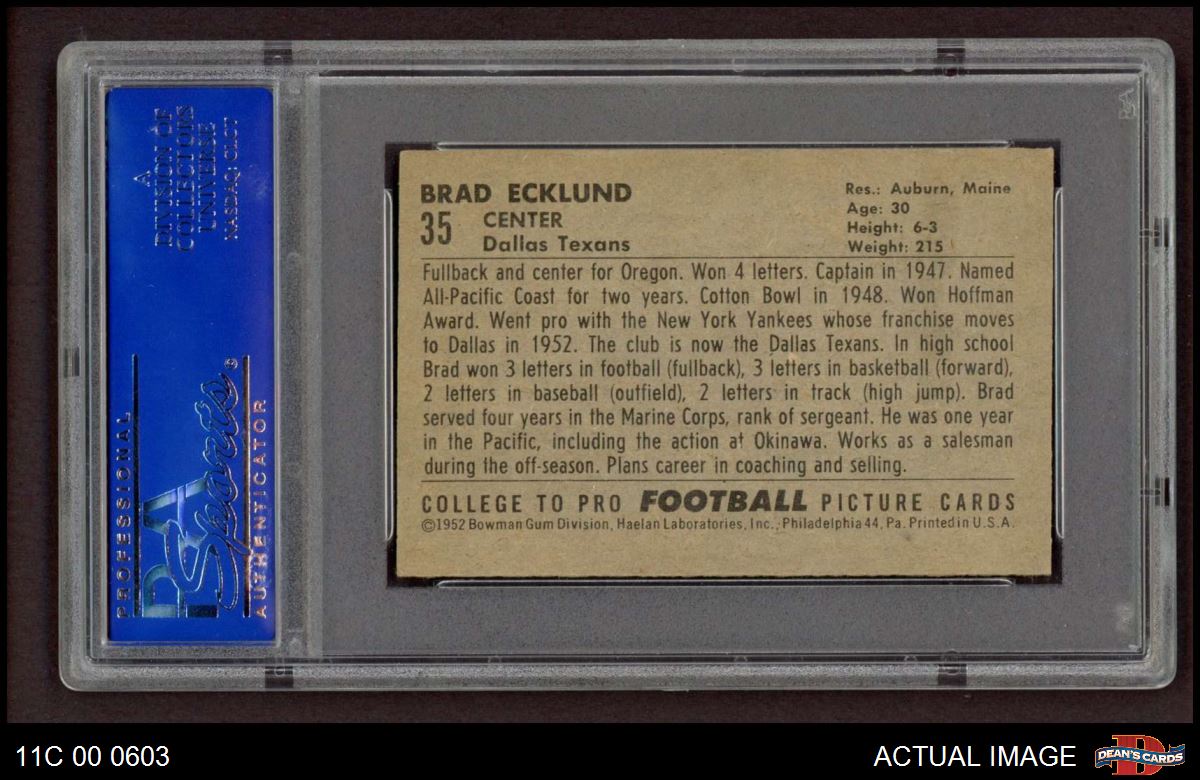 A
DIVISION OF
COLLECTORS
UNIVERSE
NASDAQ: CLCT
PROFESSIONAL
PSA
Sports®
AUTHENTICATOR
BRAD ECKLUND
35 CENTER
Dallas Texans
Res.: Auburn, Maine
Age: 30
Height: 6-3
Weight: 215
Fullback and center for Oregon. Won 4 letters. Captain in 1947. Named
All-Pacific Coast for two years. Cotton Bowl in 1948. Won Hoffman
Award. Went pro with the New York Yankees whose franchise moves
to Dallas in 1952. The club is now the Dallas Texans. In high school
Brad won 3 letters in football (fullback), 3 letters in basketball (forward),
2 letters in baseball (outfield), 2 letters in track (high jump). Brad
served four years in the Marine Corps, rank of sergeant. He was one year
in the Pacific, including the action at Okinawa. Works as a salesman
during the off-season. Plans career in coaching and selling.
COLLEGE TO PRO FOOTBALL PICTURE CARDS
©1952 Bowman Gum Division, Haelan Laboratories, Inc., Philadelphia 44, Pa. Printed in U.S.A.
11C 00 0603
ACTUAL IMAGE
D
DEAN'S CARDS